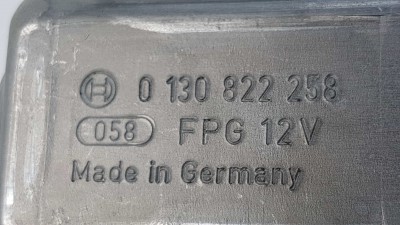 0 130 822 258
058 FPG 12V
Made in Germany